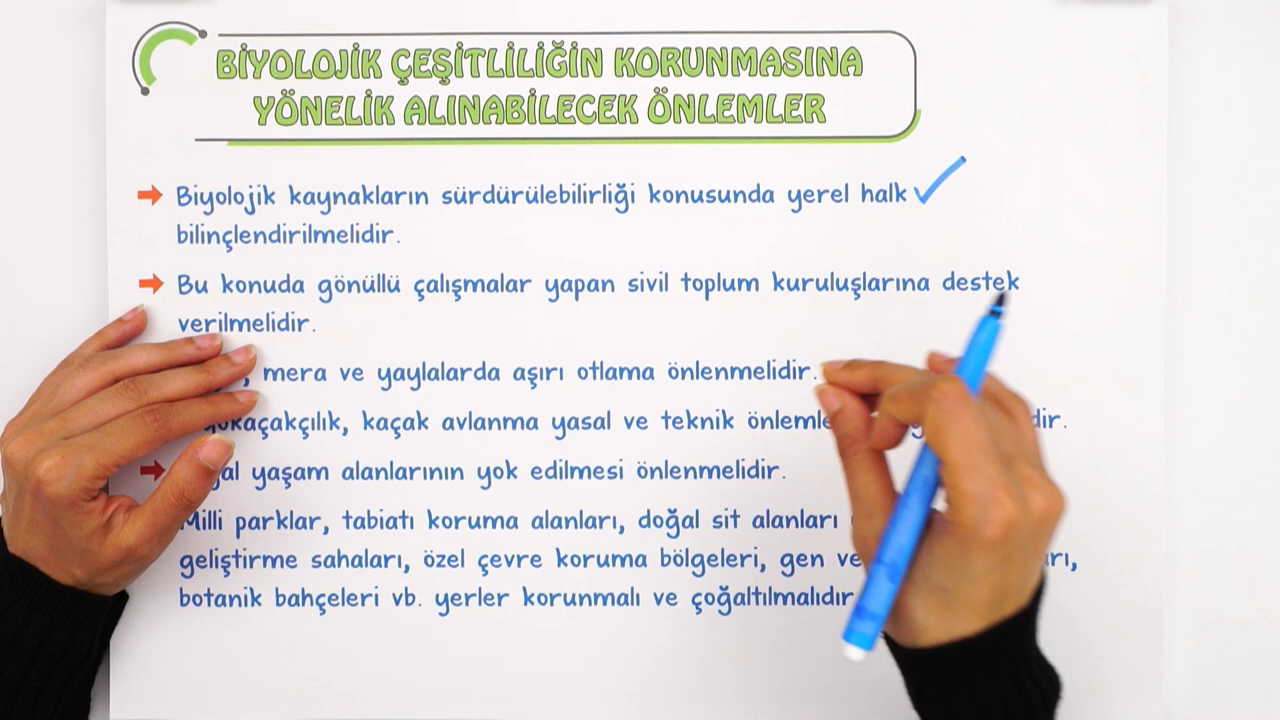 BİYOLOJİK ÇEŞİTLİLİĞİN KORUNMASINA
YÖNELİK ALINABİLECEK ÖNLEMLER
Biyolojik kaynakların sürdürülebilirliği konusunda yerel halk
bilinçlendirilmelidir.
Bu konuda gönüllü çalışmalar yapan sivil toplum kuruluşlarına destek
verilmelidir.
, mera ve yaylalarda aşırı otlama önlenmelidir.
kaçak avlanma yasal ve teknik
yaşam alanlarının yok edilmesi önlenmelidir.
Milli parklar, tabiatı koruma alanları, doğal sit alanları
geliştirme sahaları, özel çevre koruma bölgeleri, gen
botanik bahçeleri vb. yerler korunmalı ve çoğaltılmalıdır